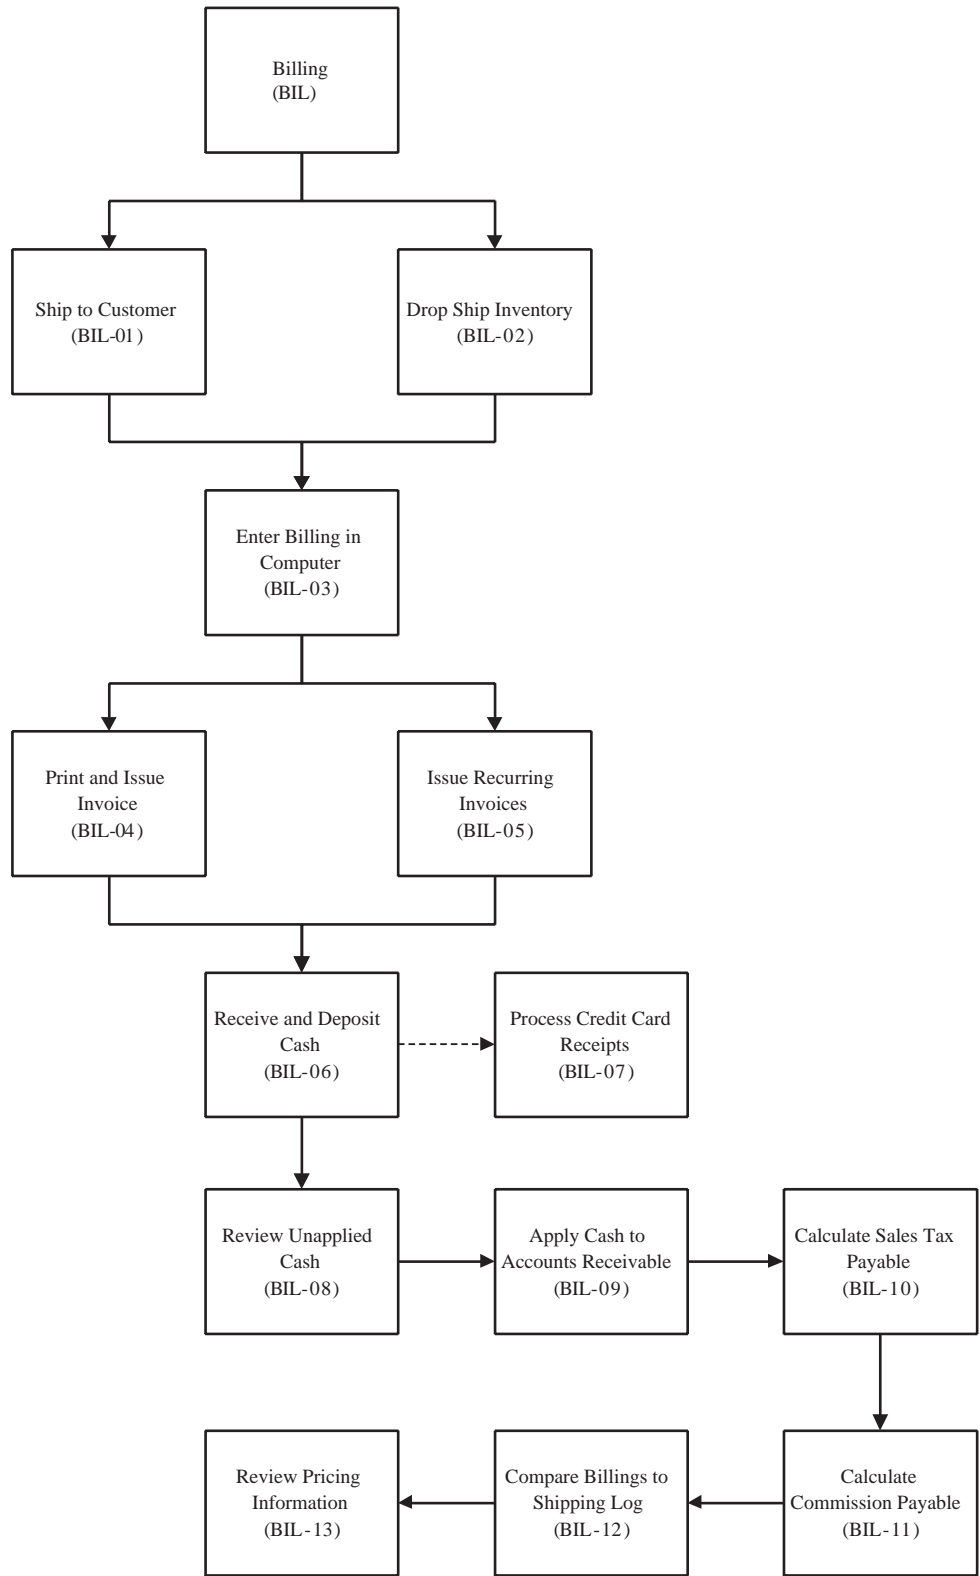 Billing
(BIL)
Ship to Customer
(BIL-01)
Drop Ship Inventory
(BIL-02)
Enter Billing in
Computer
(BIL-03)
Print and Issue
Invoice
(BIL-04)
Issue Recurring
Invoices
(BIL-05)
Receive and Deposit
Cash
(BIL-06)
Process Credit Card
Receipts
(BIL-07)
Review Unapplied
Cash
(BIL-08)
Apply Cash to
Accounts Receivable
(BIL-09)
Calculate Sales Tax
Payable
(BIL-10)
Review Pricing
Information
(BIL-13)
Compare Billings to
Shipping Log
(BIL-12)
Calculate
Commission Payable
(BIL-11)